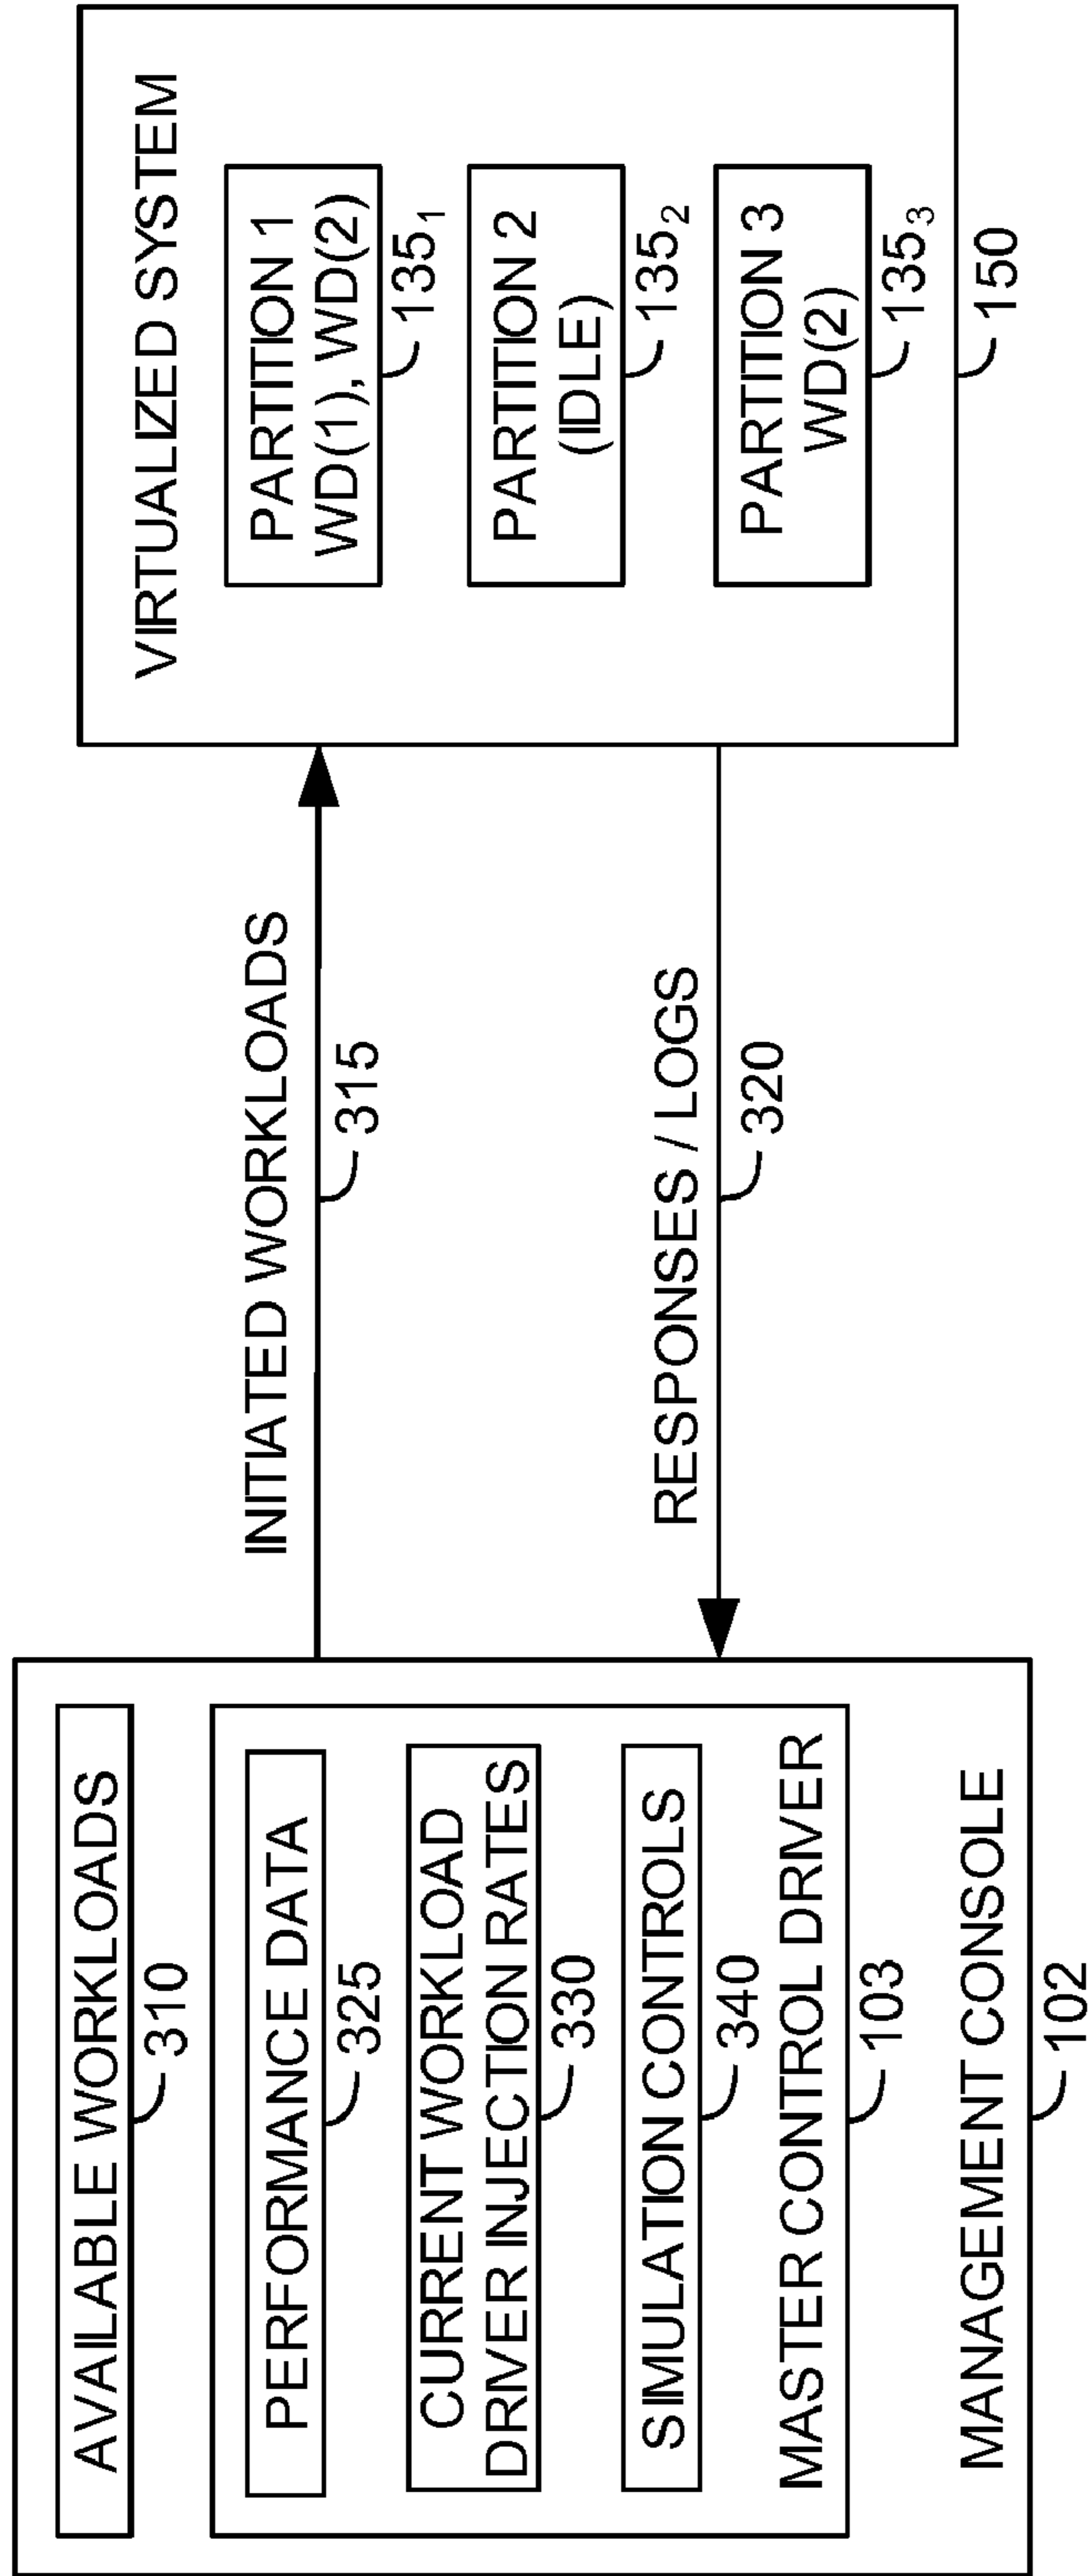 AVAILABLE WORKLOADS
310
PERFORMANCE DATA
325
CURRENT WORKLOAD
DRIVER INJECTION RATES
330
SIMULATION CONTROLS
340
MASTER CONTROL DRIVER
103
MANAGEMENT CONSOLE
102
INITIATED WORKLOADS
315
RESPONSES / LOGS
320
VIRTUALIZED SYSTEM
PARTITION 1
WD(1), WD(2)
135₁
PARTITION 2
(IDLE)
135₂
PARTITION 3
WD(2)
135₃
150